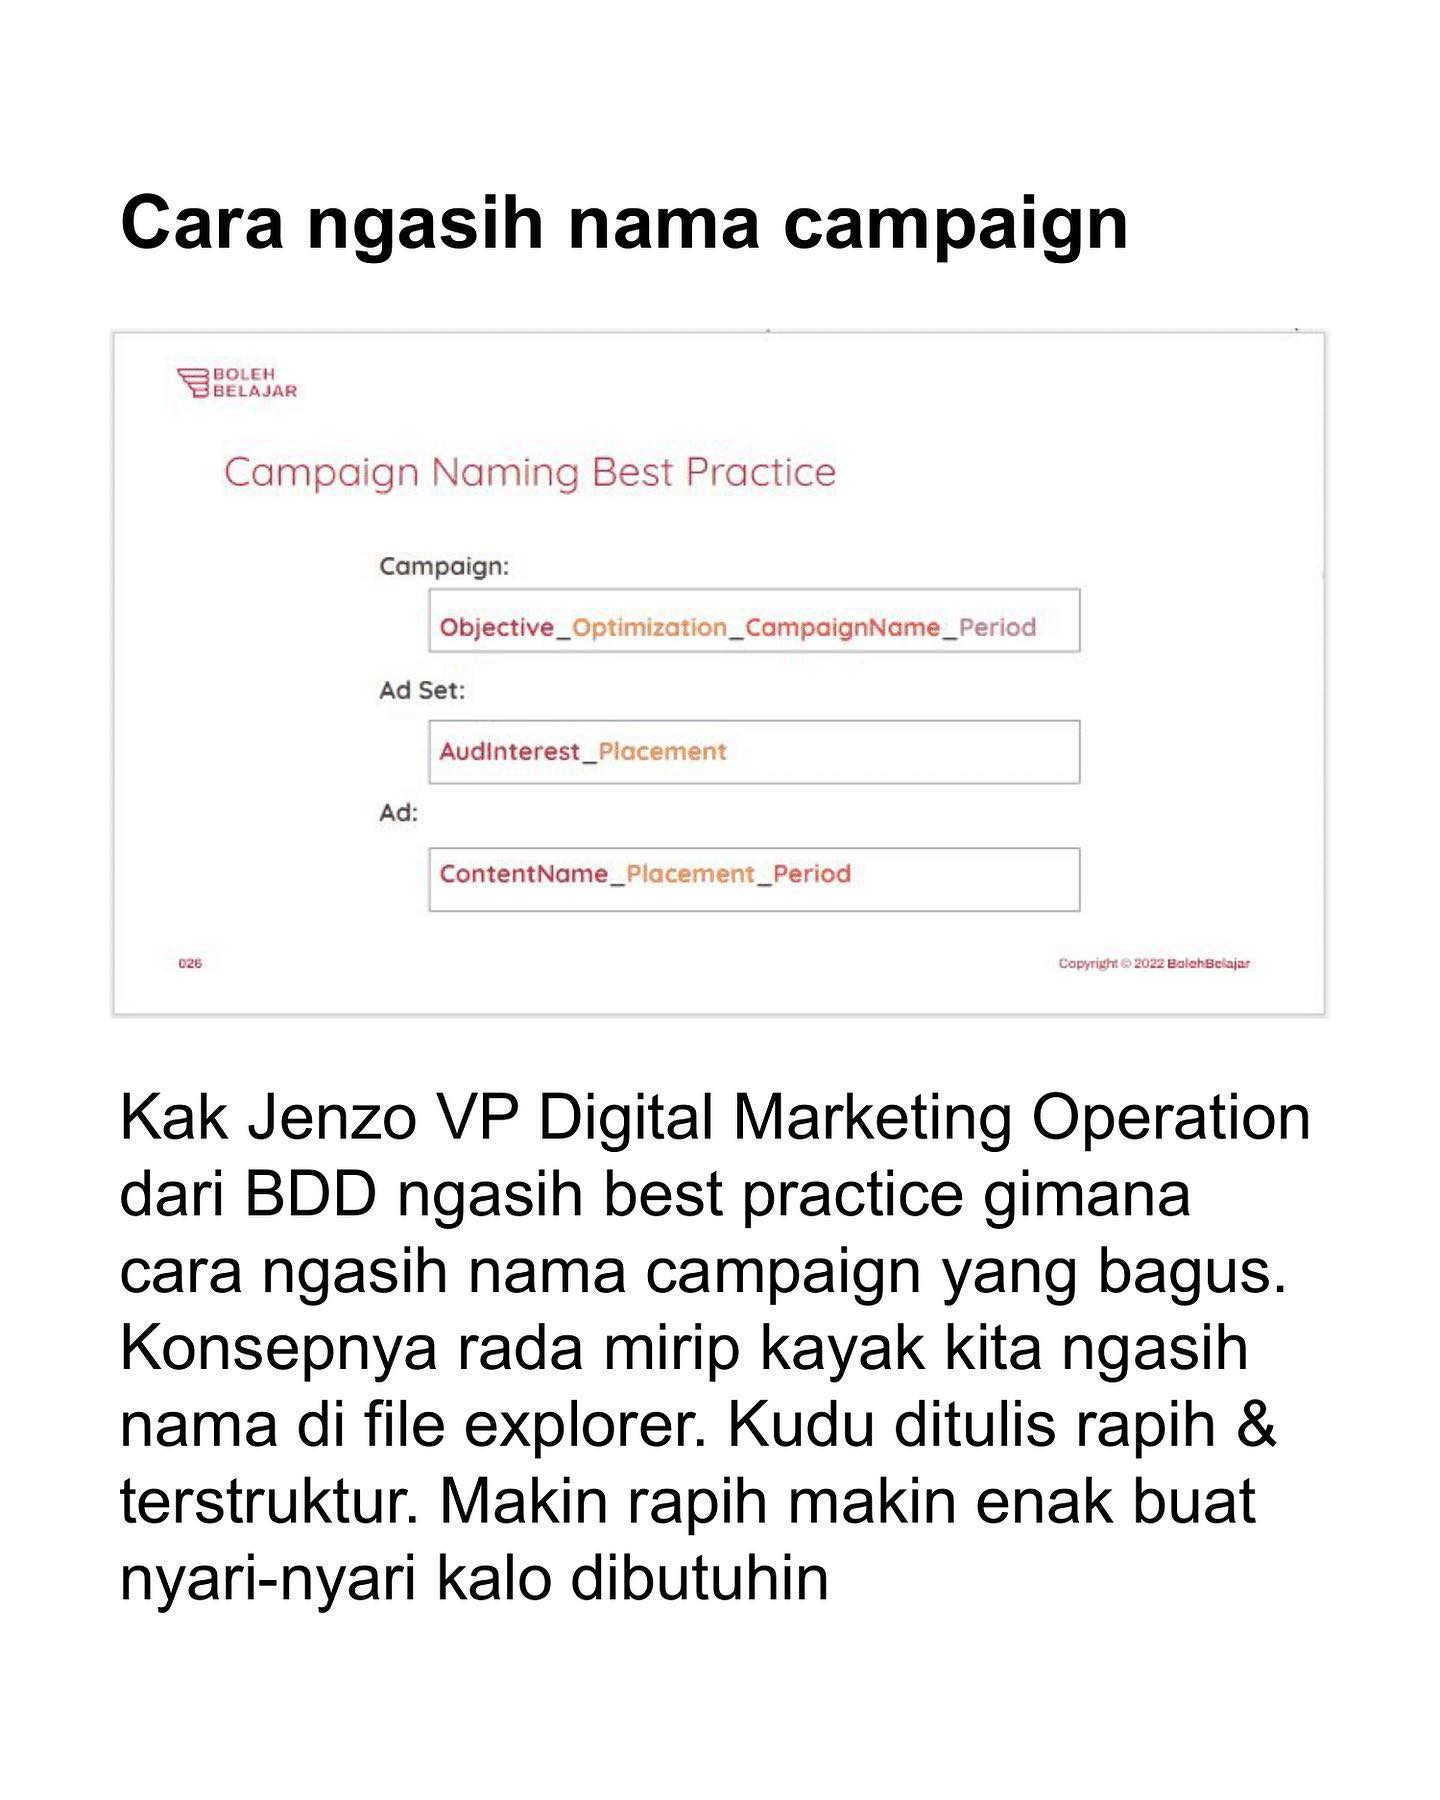 Cara ngasih nama campaign
BOLEH
BELAJAR
Campaign Naming Best Practice
Campaign:
Objective_Optimization_CampaignName_Period
Ad Set:
AudInterest_Placement
Ad:
ContentName_Placement_Period
026
Copyright © 2022 BolehBelajar
Kak Jenzo VP Digital Marketing Operation
dari BDD ngasih best practice gimana
cara ngasih nama campaign yang bagus.
Konsepnya rada mirip kayak kita ngasih
nama di file explorer. Kudu ditulis rapih &
terstruktur. Makin rapih makin enak buat
nyari-nyari kalo dibutuhin